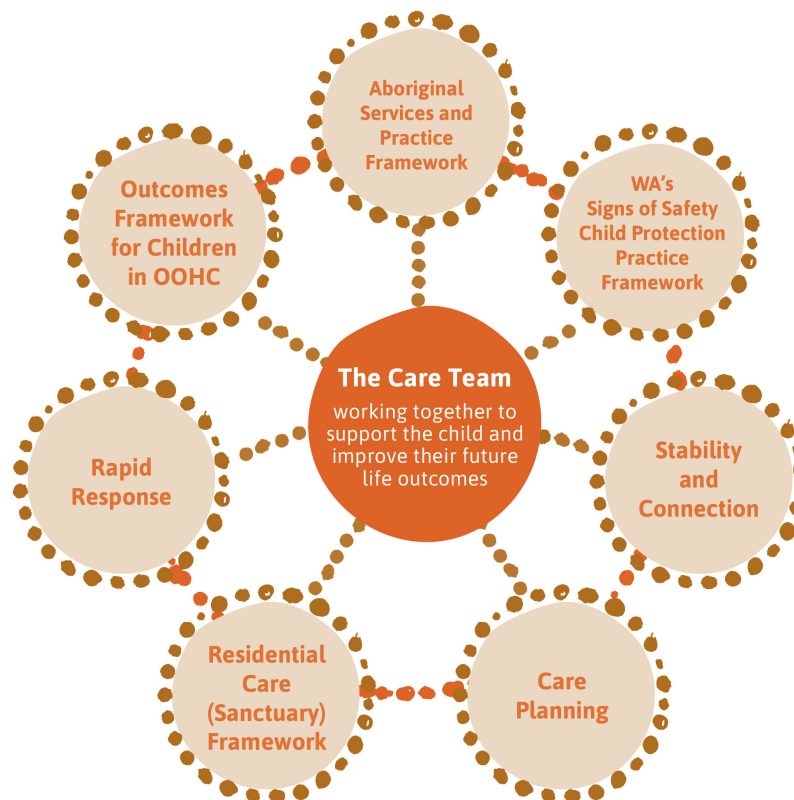 Aboriginal
Services and
Practice
Framework
WA's
Signs of Safety
Child Protection
Practice
Framework
Outcomes
Framework
for Children
in OOHC
The Care Team
working together to
support the child and
improve their future
life outcomes
Stability
and
Connection
Rapid
Response
Residential
Care
(Sanctuary)
Framework
Care
Planning